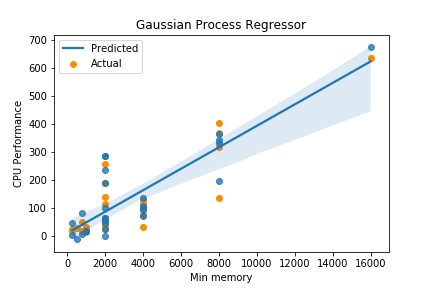 Gaussian Process Regressor
Predicted
Actual
CPU Performance
700
600
500
400
300
200
100
0
0 2000 4000 6000 8000 10000 12000 14000 16000
Min memory